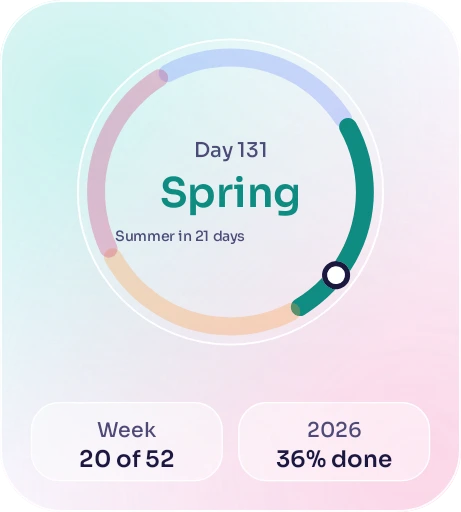 Day 131
Spring
Summer in 21 days
Week
20 of 52
2026
36% done